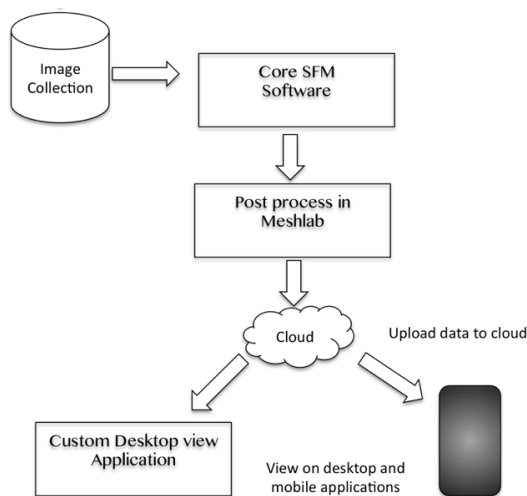 Image
Collection
Core SFM
Software
Post process in
Meshlab
Cloud
Upload data to cloud
Custom Desktop view
Application
View on desktop and
mobile applications